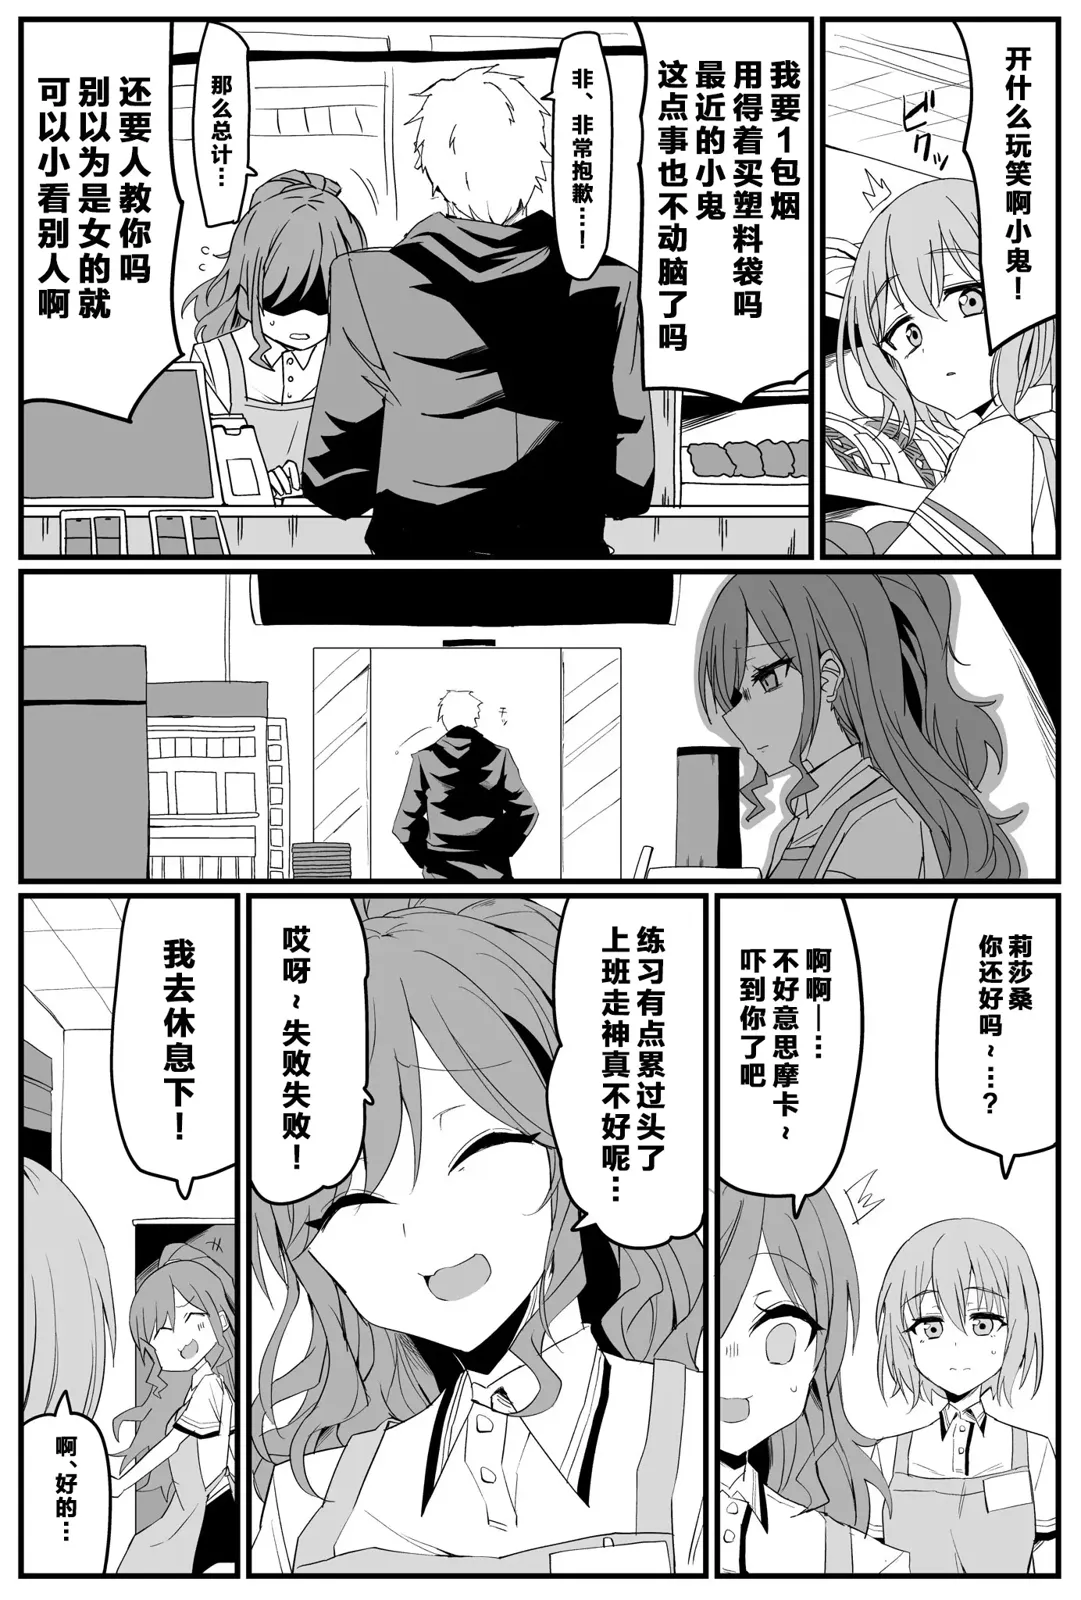 开什么玩笑啊小鬼！
ビクッ
我要1包烟
用得着买塑料袋吗
最近的小鬼
这点事也不动脑了吗
非、非常抱歉…！
那么总计…
还要人教你吗
别以为是女的就
可以小看别人啊
チッ
莉莎桑
你还好吗~…？
啊啊—…
不好意思摩卡~
吓到你了吧
练习有点累过头了
上班走神真不好呢…
哎呀~失败失败！
我去休息下！
啊、好的…